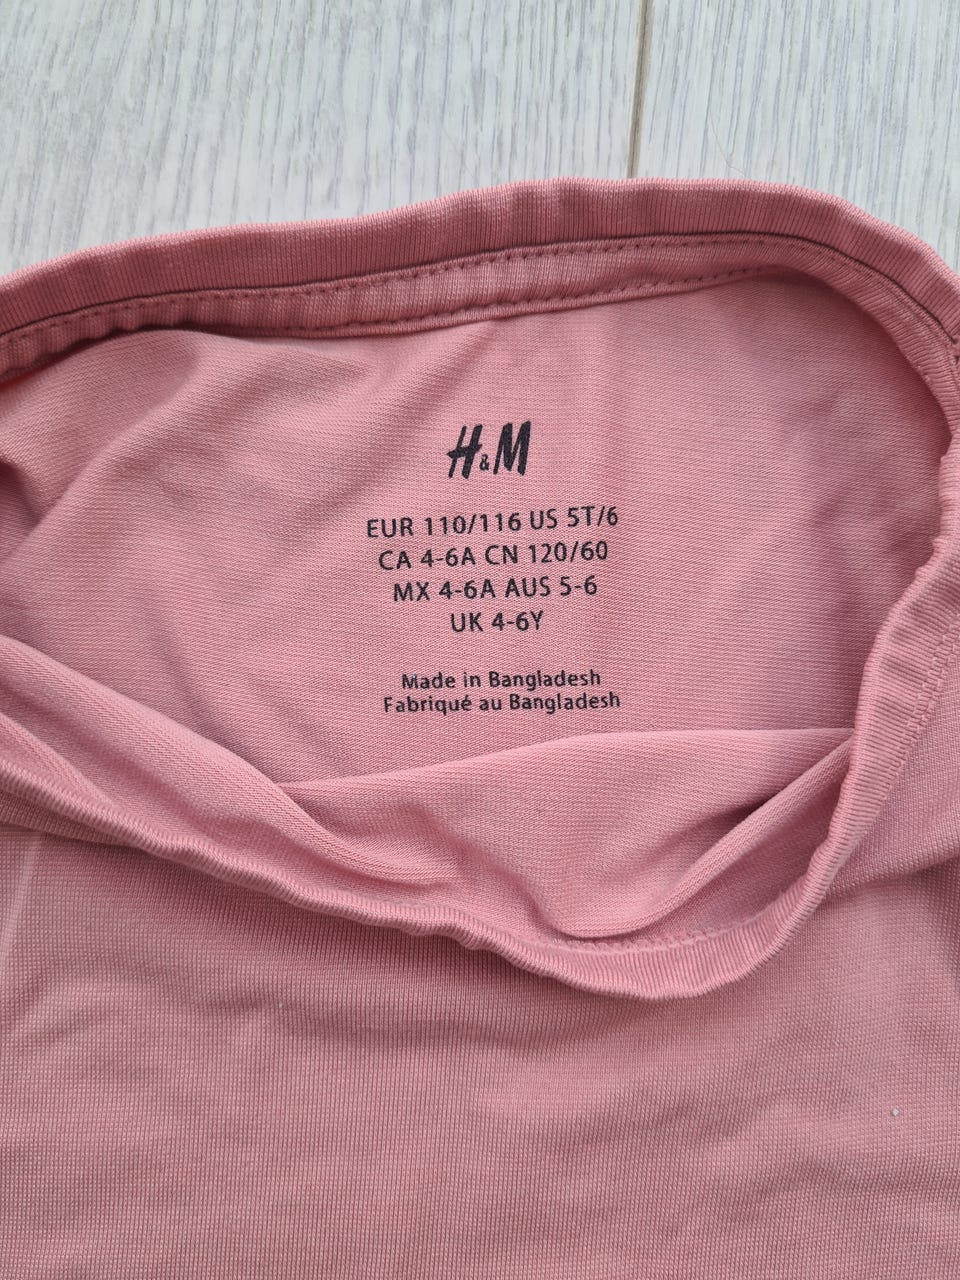 H&M
EUR 110/116 US 5T/6
CA 4-6A CN 120/60
MX 4-6A AUS 5-6
UK 4-6Y
Made in Bangladesh
Fabriqué au Bangladesh